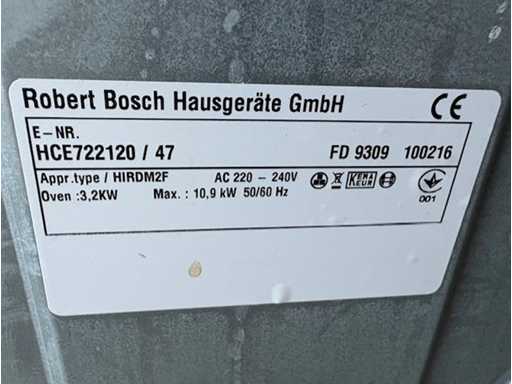 Robert Bosch Hausgeräte GmbH CE
E-NR.
HCE722120 / 47 FD 9309 100216
Appr.type / HIRDM2F AC 220 - 240V KEMA KEUR
Oven :3,2KW Max. : 10,9 kW 50/60 Hz 001